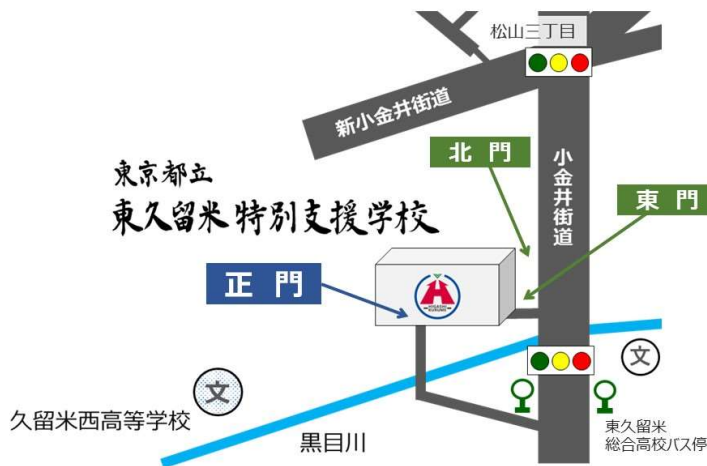 松山三丁目
新小金井街道
北門
小金井街道
東京都立
東久留米特別支援学校
東門
正門
文
文
久留米西高等学校
黒目川
東久留米
総合高校バス停